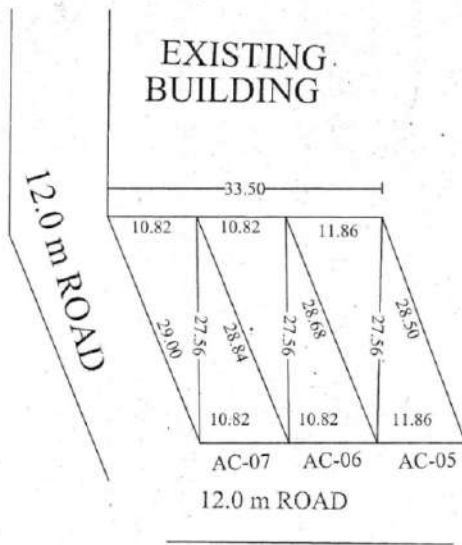 EXISTING
BUILDING
33.50
10.82 10.82 11.86
12.0 m ROAD
29.00 27.56 28.84 27.56 28.68 27.56 28.50
10.82 10.82 11.86
AC-07 AC-06 AC-05
12.0 m ROAD